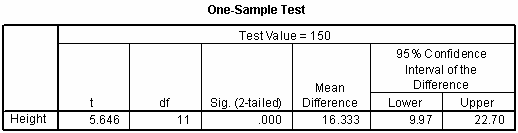 One-Sample Test
Test Value = 150
95% Confidence
Interval of the
Difference
Mean
t df Sig. (2-tailed) Difference Lower Upper
Height 5.646 11 .000 16.333 9.97 22.70